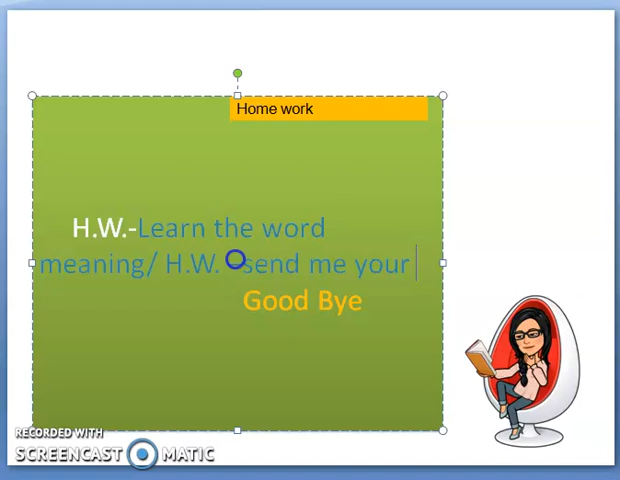 Home work
H.W.-Learn the word
meaning/ H.W. send me your
Good Bye
RECORDED WITH
SCREENCAST MATIC